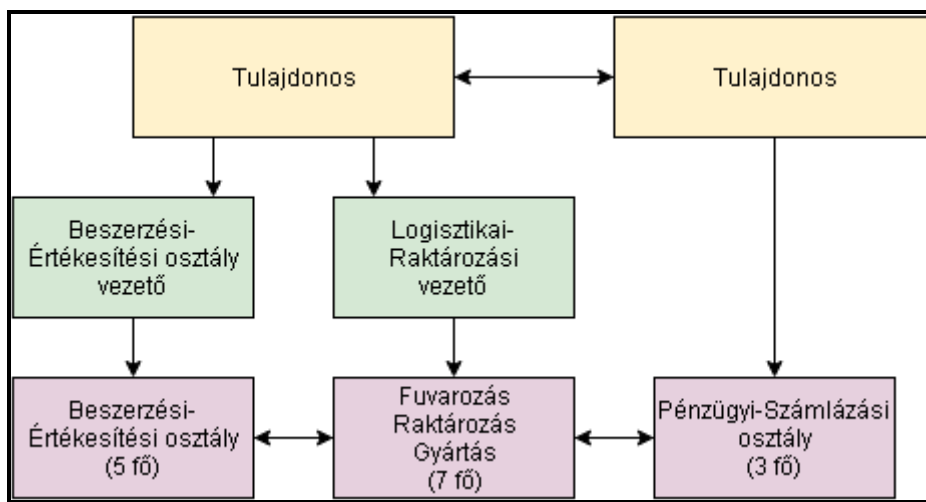 Tulajdonos
Tulajdonos
Beszerzési-
Értékesítési osztály
vezető
Logisztikai-
Raktározási
vezető
Beszerzési-
Értékesítési osztály
(5 fő)
Fuvarozás
Raktározás
Gyártás
(7 fő)
Pénzügyi-Számlázási
osztály
(3 fő)